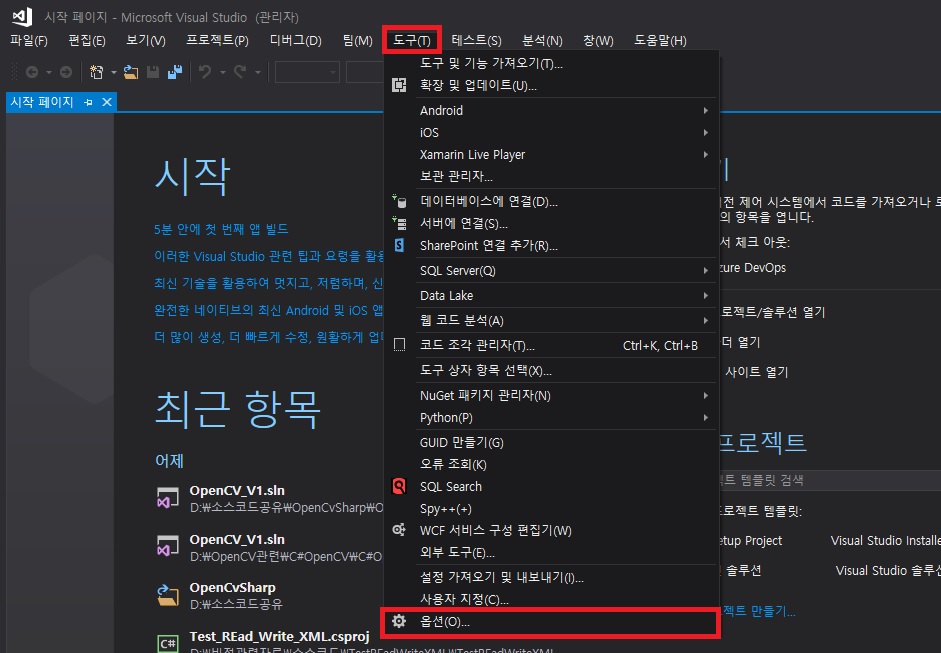 시작 페이지 - Microsoft Visual Studio (관리자)
파일(F) 편집(E) 보기(V) 프로젝트(P) 디버그(D) 팀(M) 도구(T) 테스트(S) 분석(N) 창(W) 도움말(H)
시작 페이지
시작
5분 안에 첫 번째 앱 빌드
이러한 Visual Studio 관련 팁과 요령을
최신 기술을 활용하여 멋지고, 저렴하며,
완전한 네이티브의 최신 Android 및 iOS 앱
더 많이 생성, 더 빠르게 수정, 원활하게
최근 항목
어제
OpenCV_V1.sln
D:₩소스코드공유₩OpenCvSharp₩O
OpenCV_V1.sln
D:₩OpenCV관련₩C#OpenCV₩C#O
OpenCvSharp
D:₩소스코드공유
Test_REad_Write_XML.csproj
도구 및 기능 가져오기(T)...
확장 및 업데이트(U)...
Android
iOS
Xamarin Live Player
보관 관리자...
데이터베이스에 연결(D)...
서버에 연결(S)...
SharePoint 연결 추가(R)...
SQL Server(Q)
Data Lake
웹 코드 분석(A)
코드 조각 관리자(T)... Ctrl+K, Ctrl+B
도구 상자 항목 선택(X)...
NuGet 패키지 관리자(N)
Python(P)
GUID 만들기(G)
오류 조회(K)
SQL Search
Spy++(+)
WCF 서비스 구성 편집기(W)
외부 도구(E)...
설정 가져오기 및 내보내기(I)...
사용자 지정(C)...
옵션(O)...
기
전 제어 시스템에서 코드를 가져오거나
의 항목을 엽니다.
서 체크 아웃:
zure DevOps
로젝트/솔루션 열기
더 열기
사이트 열기
프로젝트
트 템플릿 검색
프로젝트 템플릿:
etup Project Visual Studio Installe
솔루션 Visual Studio 솔루션
젝트 만들기...